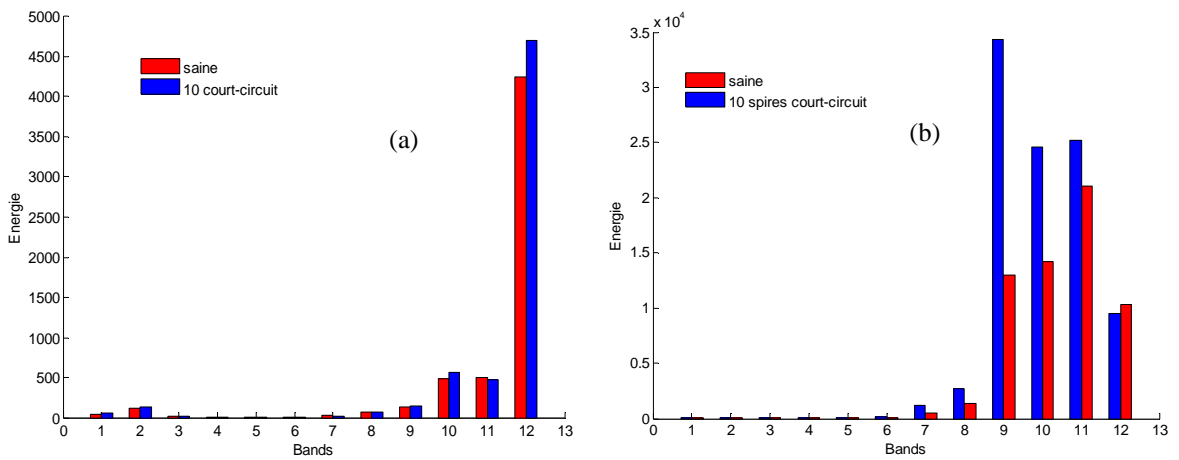 5000
4500
4000
3500
3000
2500
2000
1500
1000
500
0
Energie
saine
10 court-circuit
(a)
0 1 2 3 4 5 6 7 8 9 10 11 12 13
Bands
x 10^4
3.5
3
2.5
2
1.5
1
0.5
0
Energie
saine
10 spires court-circuit
(b)
0 1 2 3 4 5 6 7 8 9 10 11 12 13
Bands